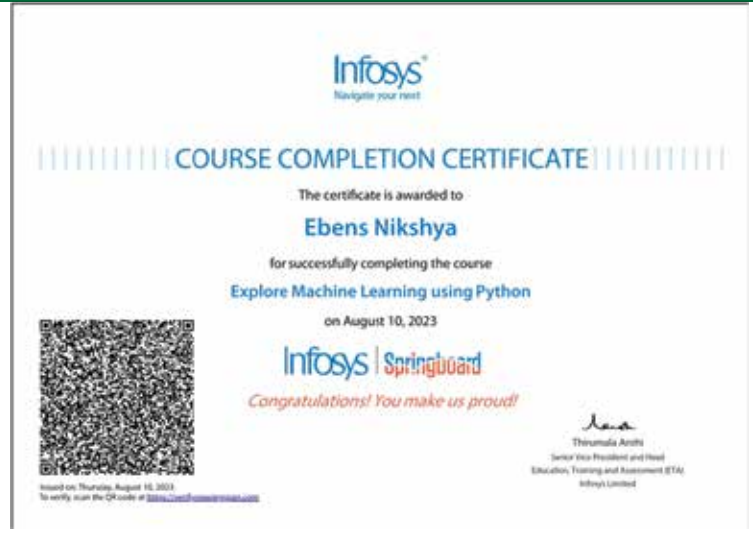 Infosys®
Navigate your next
COURSE COMPLETION CERTIFICATE
The certificate is awarded to
Ebens Nikshya
for successfully completing the course
Explore Machine Learning using Python
on August 10, 2023
Infosys | Springboard
Congratulations! You make us proud!
Thirumala Arohi
Senior Vice President and Head
Education, Training and Assessment (ETA)
Infosys Limited
Issued on: Thursday, August 10, 2023
To verify, scan the QR code at